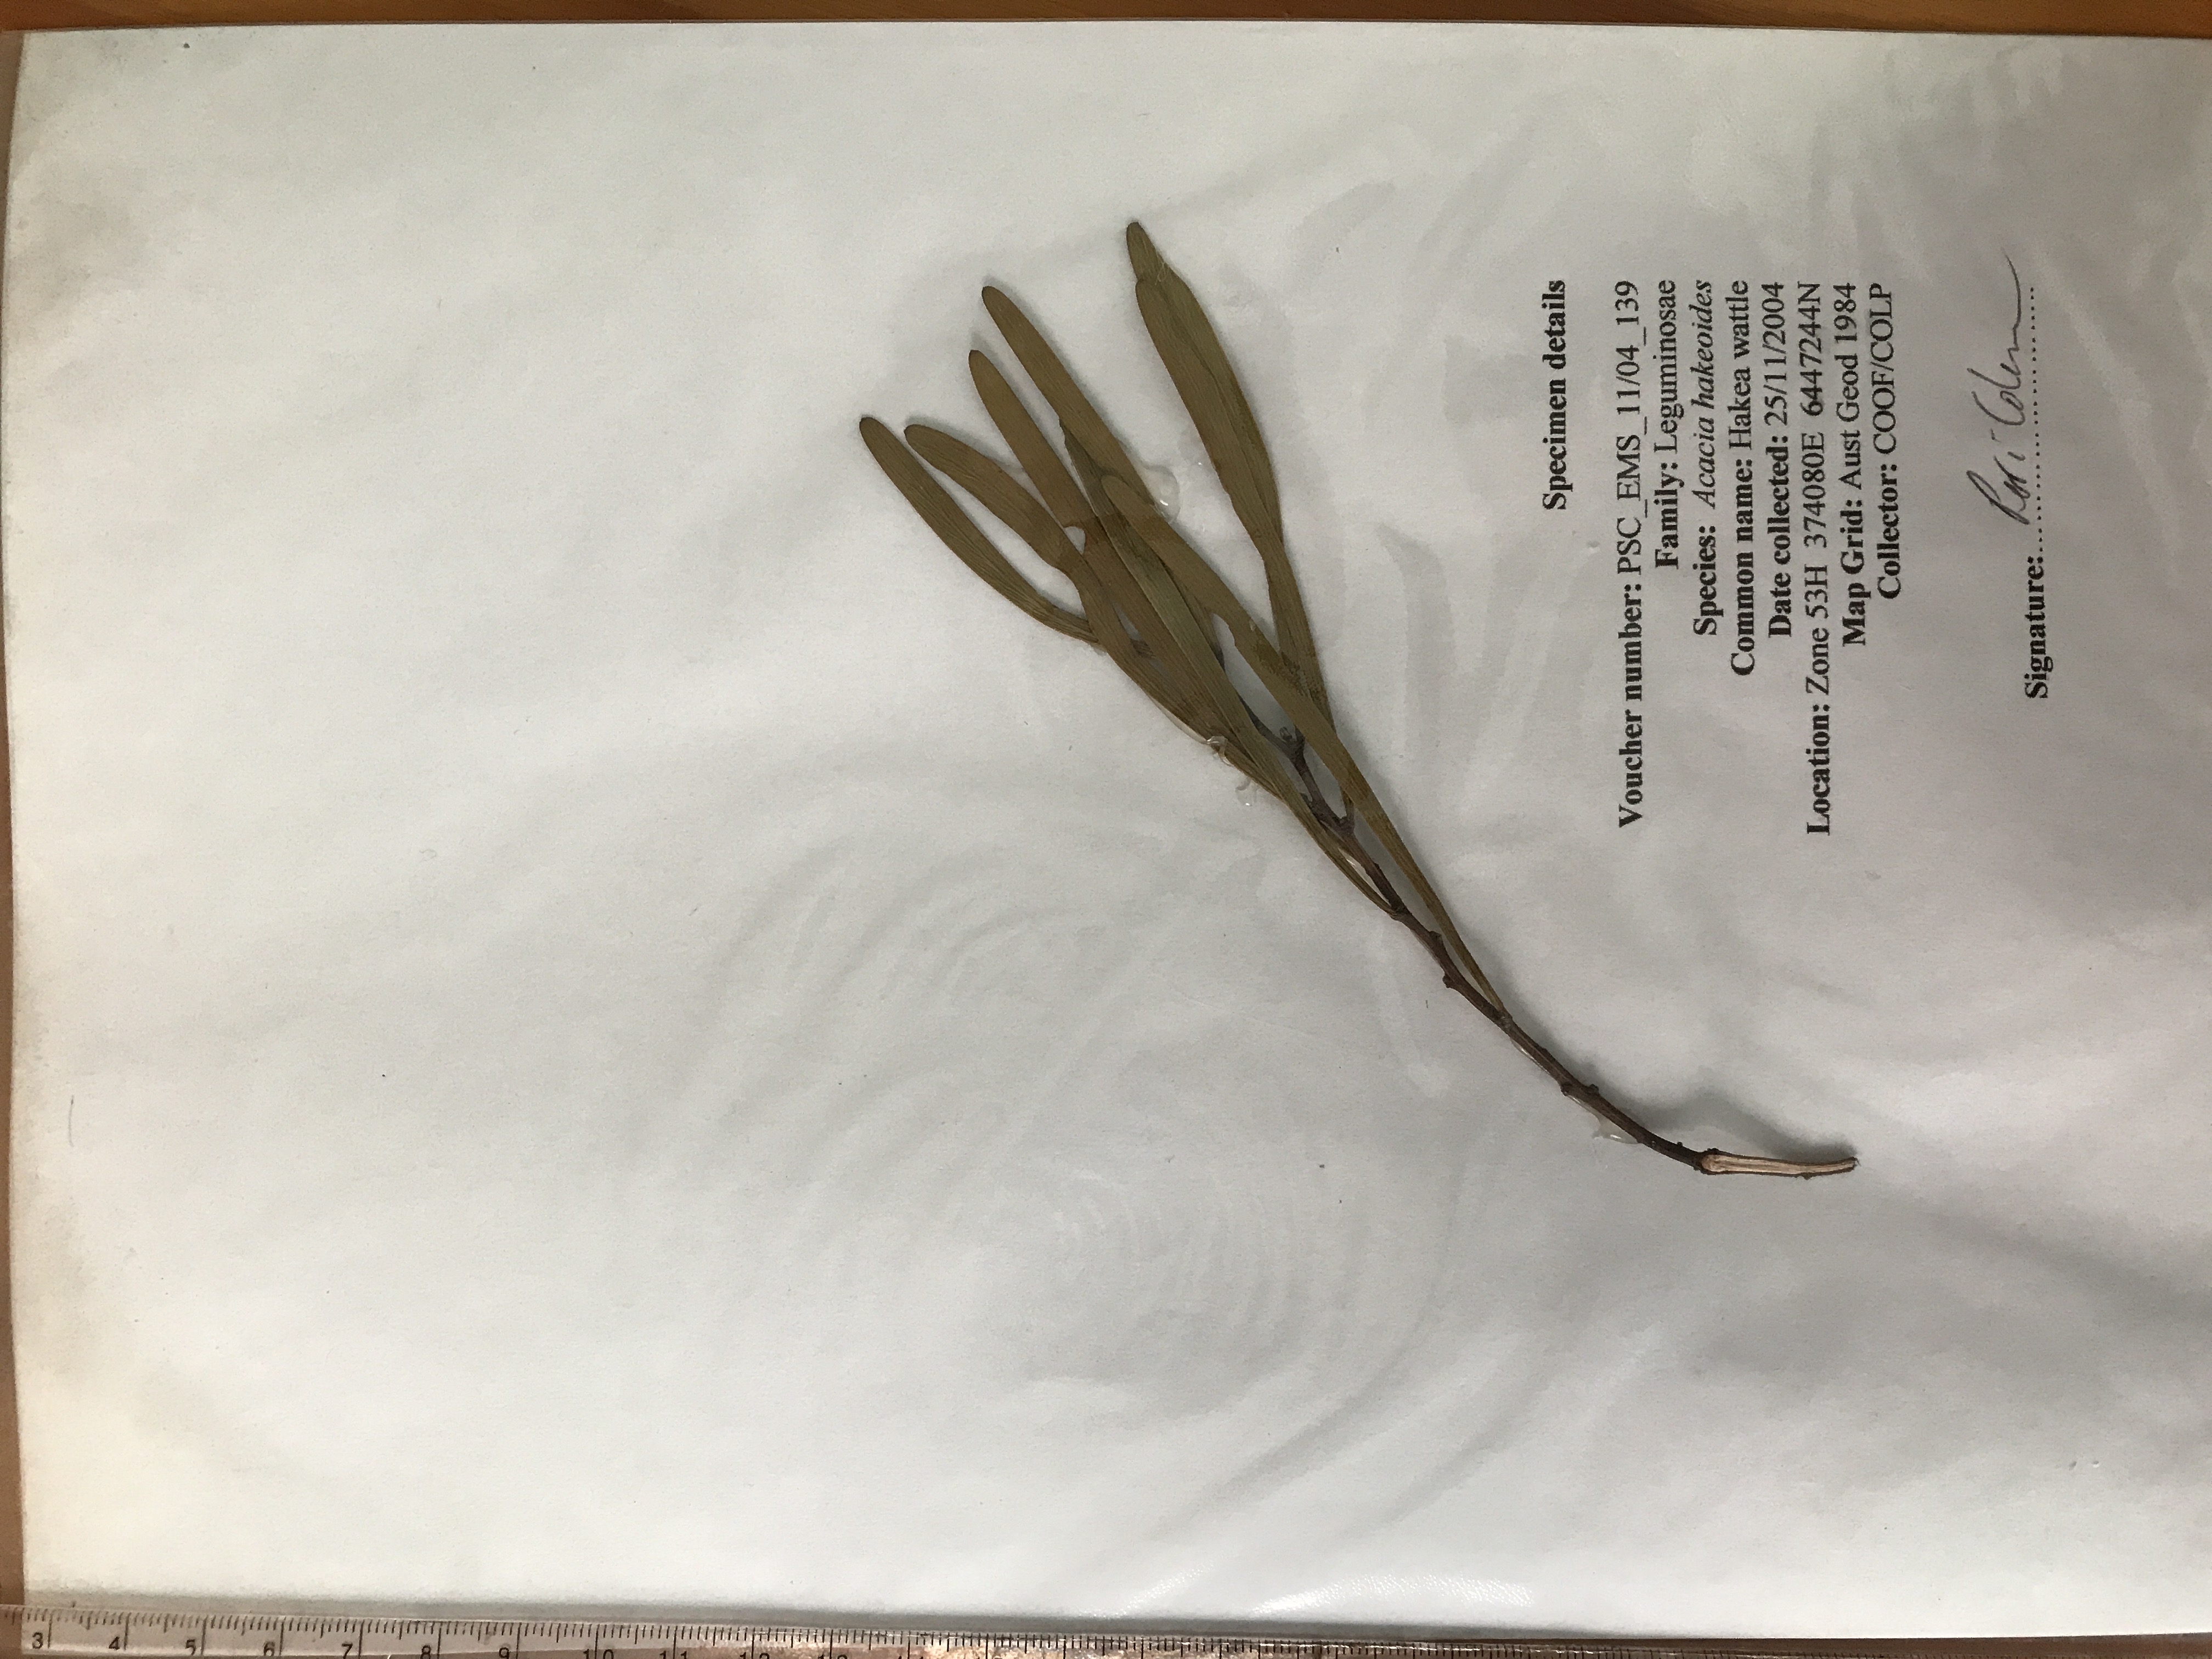 3
4
5
6
7
8
9
10
11
12
13
Specimen details
Voucher number: PSC_EMS_11/04_139
Family: Leguminosae
Species: Acacia hakeoides
Common name: Hakea wattle
Date collected: 25/11/2004
Location: Zone 53H 374080E 6447244N
Map Grid: Aust Geod 1984
Collector: COOF/COLP
Signature: